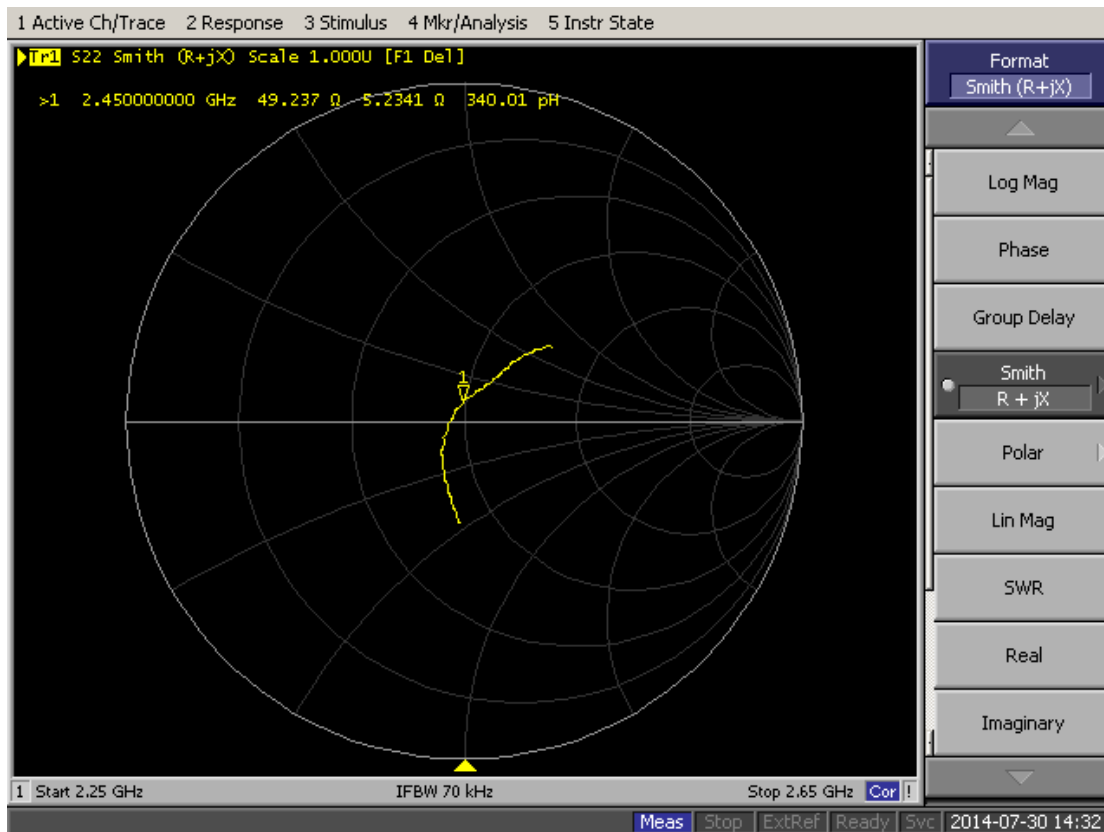 1 Active Ch/Trace 2 Response 3 Stimulus 4 Mkr/Analysis 5 Instr State
Tr1 S22 Smith (R+jX) Scale 1.000U [F1 Del]
>1 2.450000000 GHz 49.237 Ω 5.2341 Ω 340.01 pH
1
Format
Smith (R+jX)
Log Mag
Phase
Group Delay
Smith
R + jX
Polar
Lin Mag
SWR
Real
Imaginary
1 Start 2.25 GHz IFBW 70 kHz Stop 2.65 GHz Cor !
Meas Stop ExtRef Ready Svc 2014-07-30 14:32